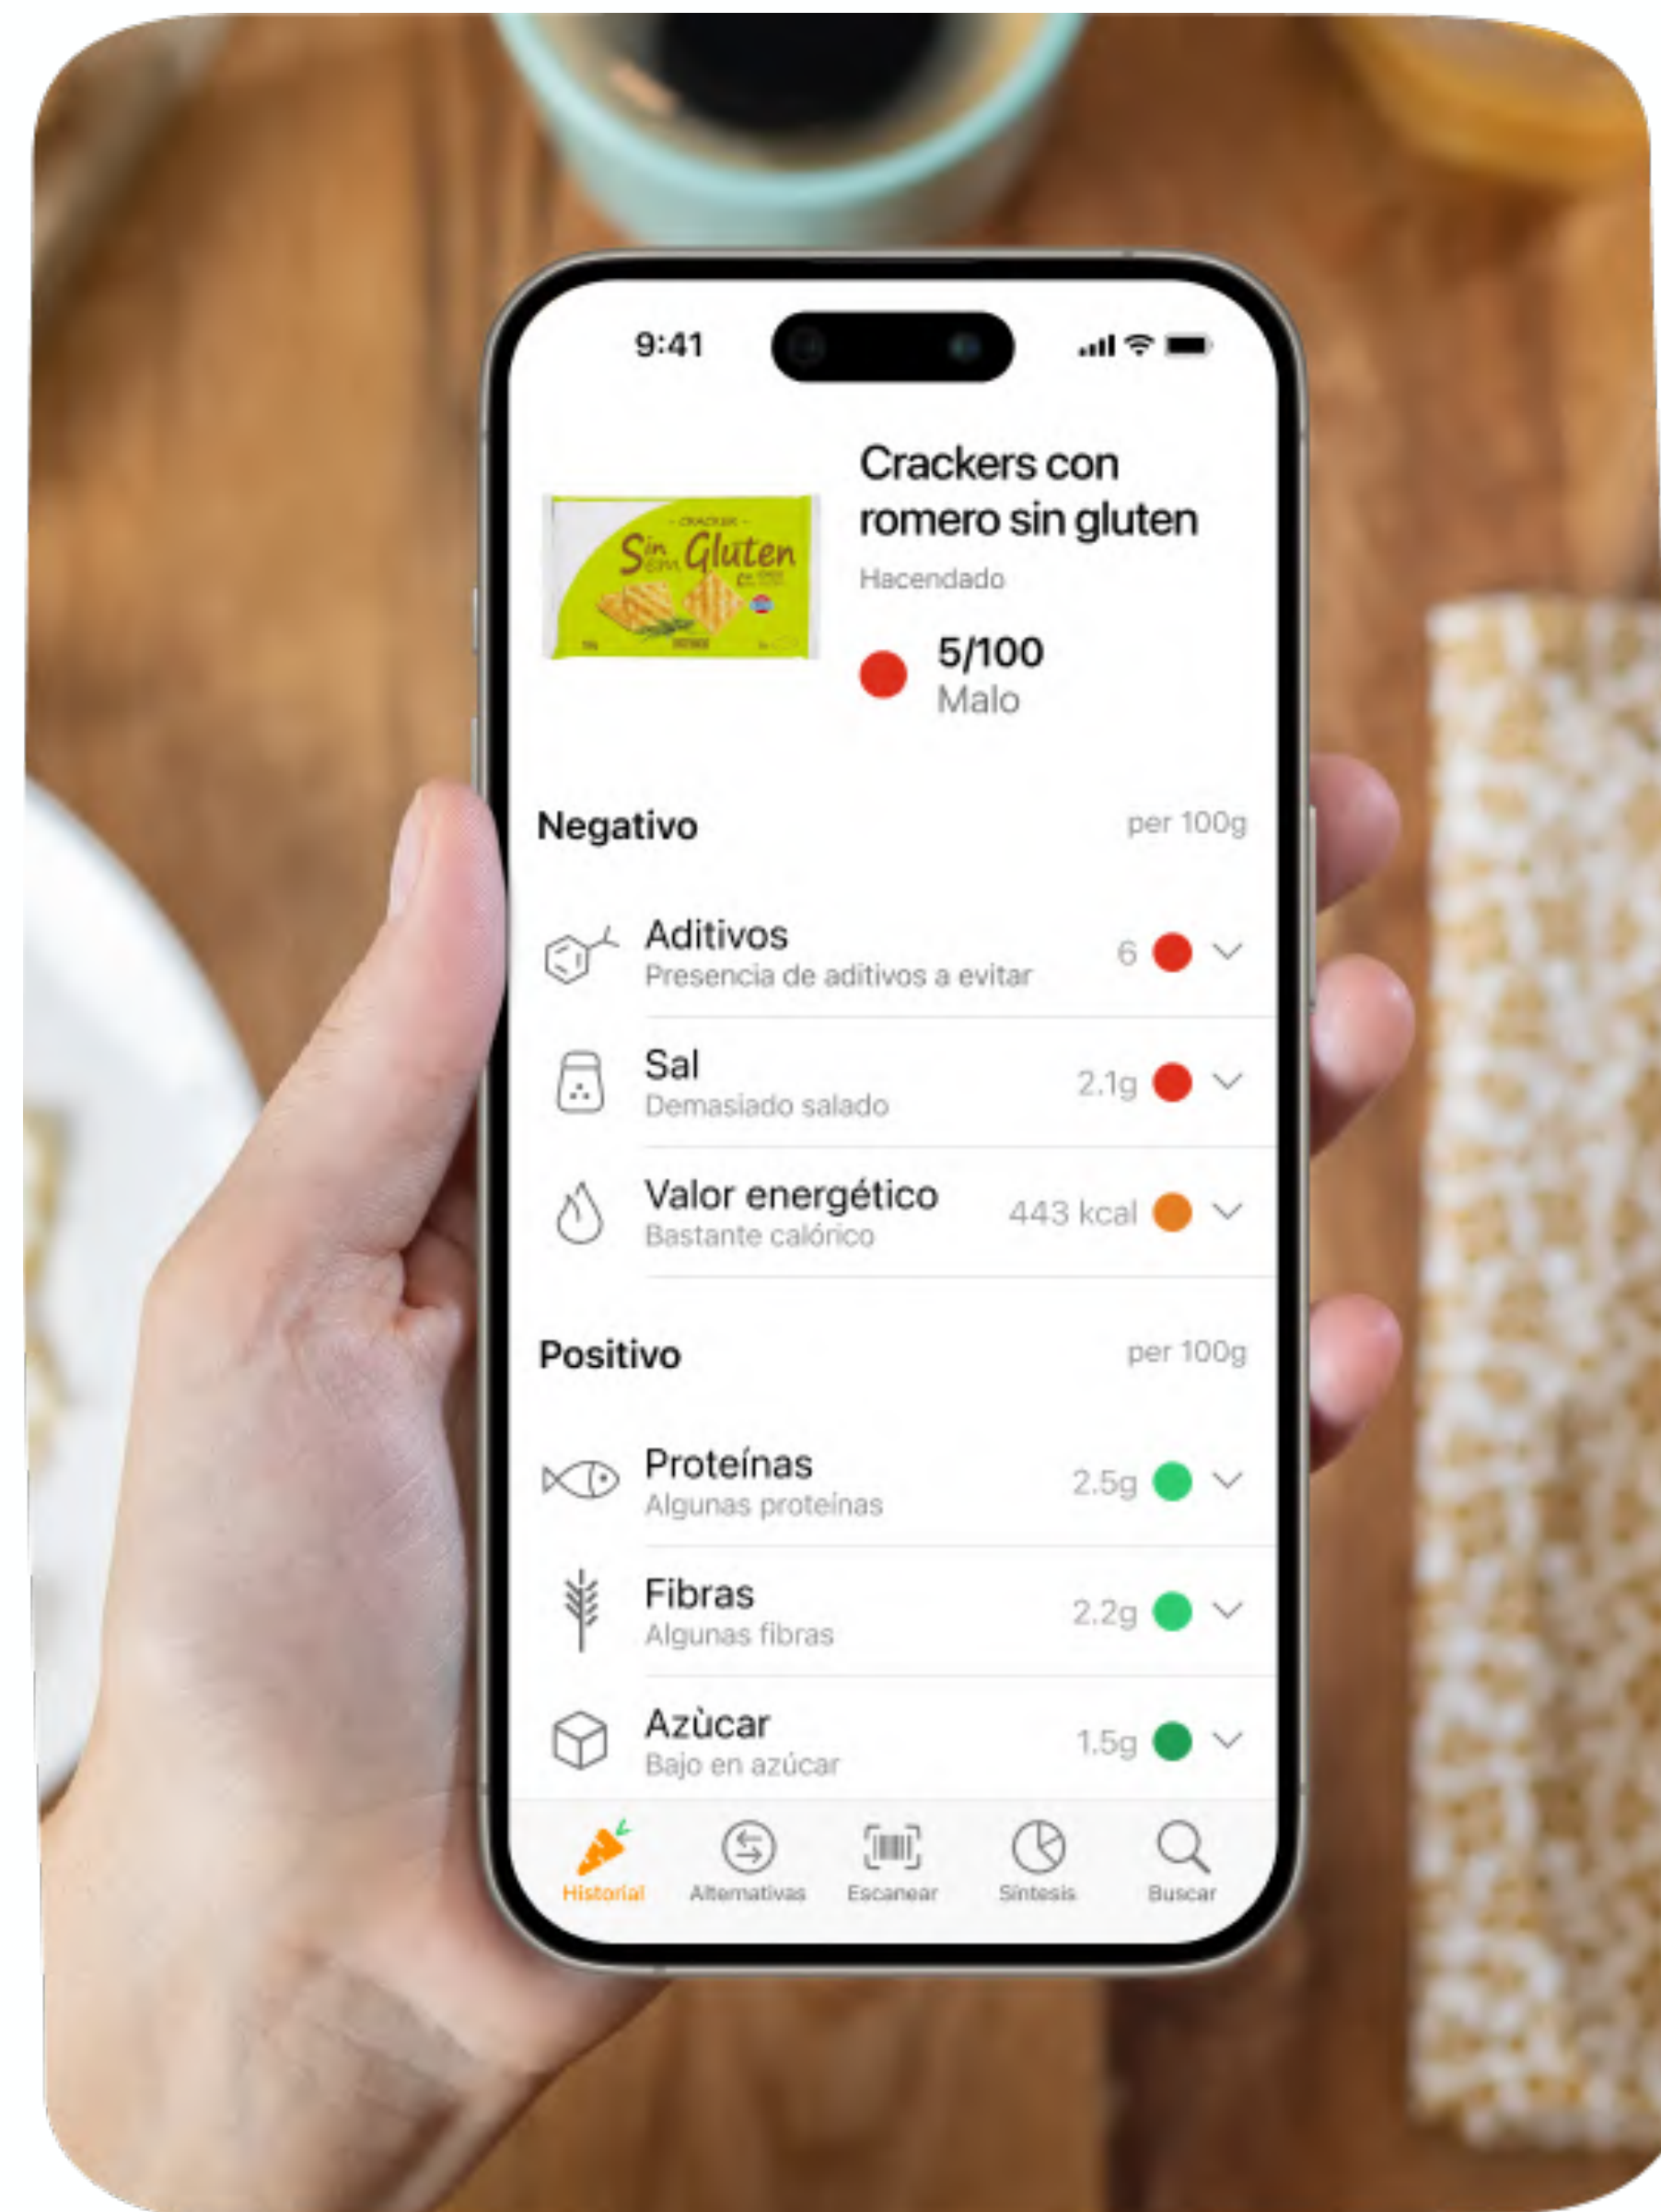 9:41
Crackers con
romero sin gluten
Hacendado
5/100
Malo
- CRACKER -
Sin Gluten
Sem
Negativo
per 100g
Aditivos
6
Presencia de aditivos a evitar
Sal
2.1g
Demasiado salado
Valor energético
443 kcal
Bastante calórico
Positivo
per 100g
Proteínas
2.5g
Algunas proteínas
Fibras
2.2g
Algunas fibras
Azùcar
1.5g
Bajo en azúcar
Historial
Alternativas
Escanear
Síntesis
Buscar